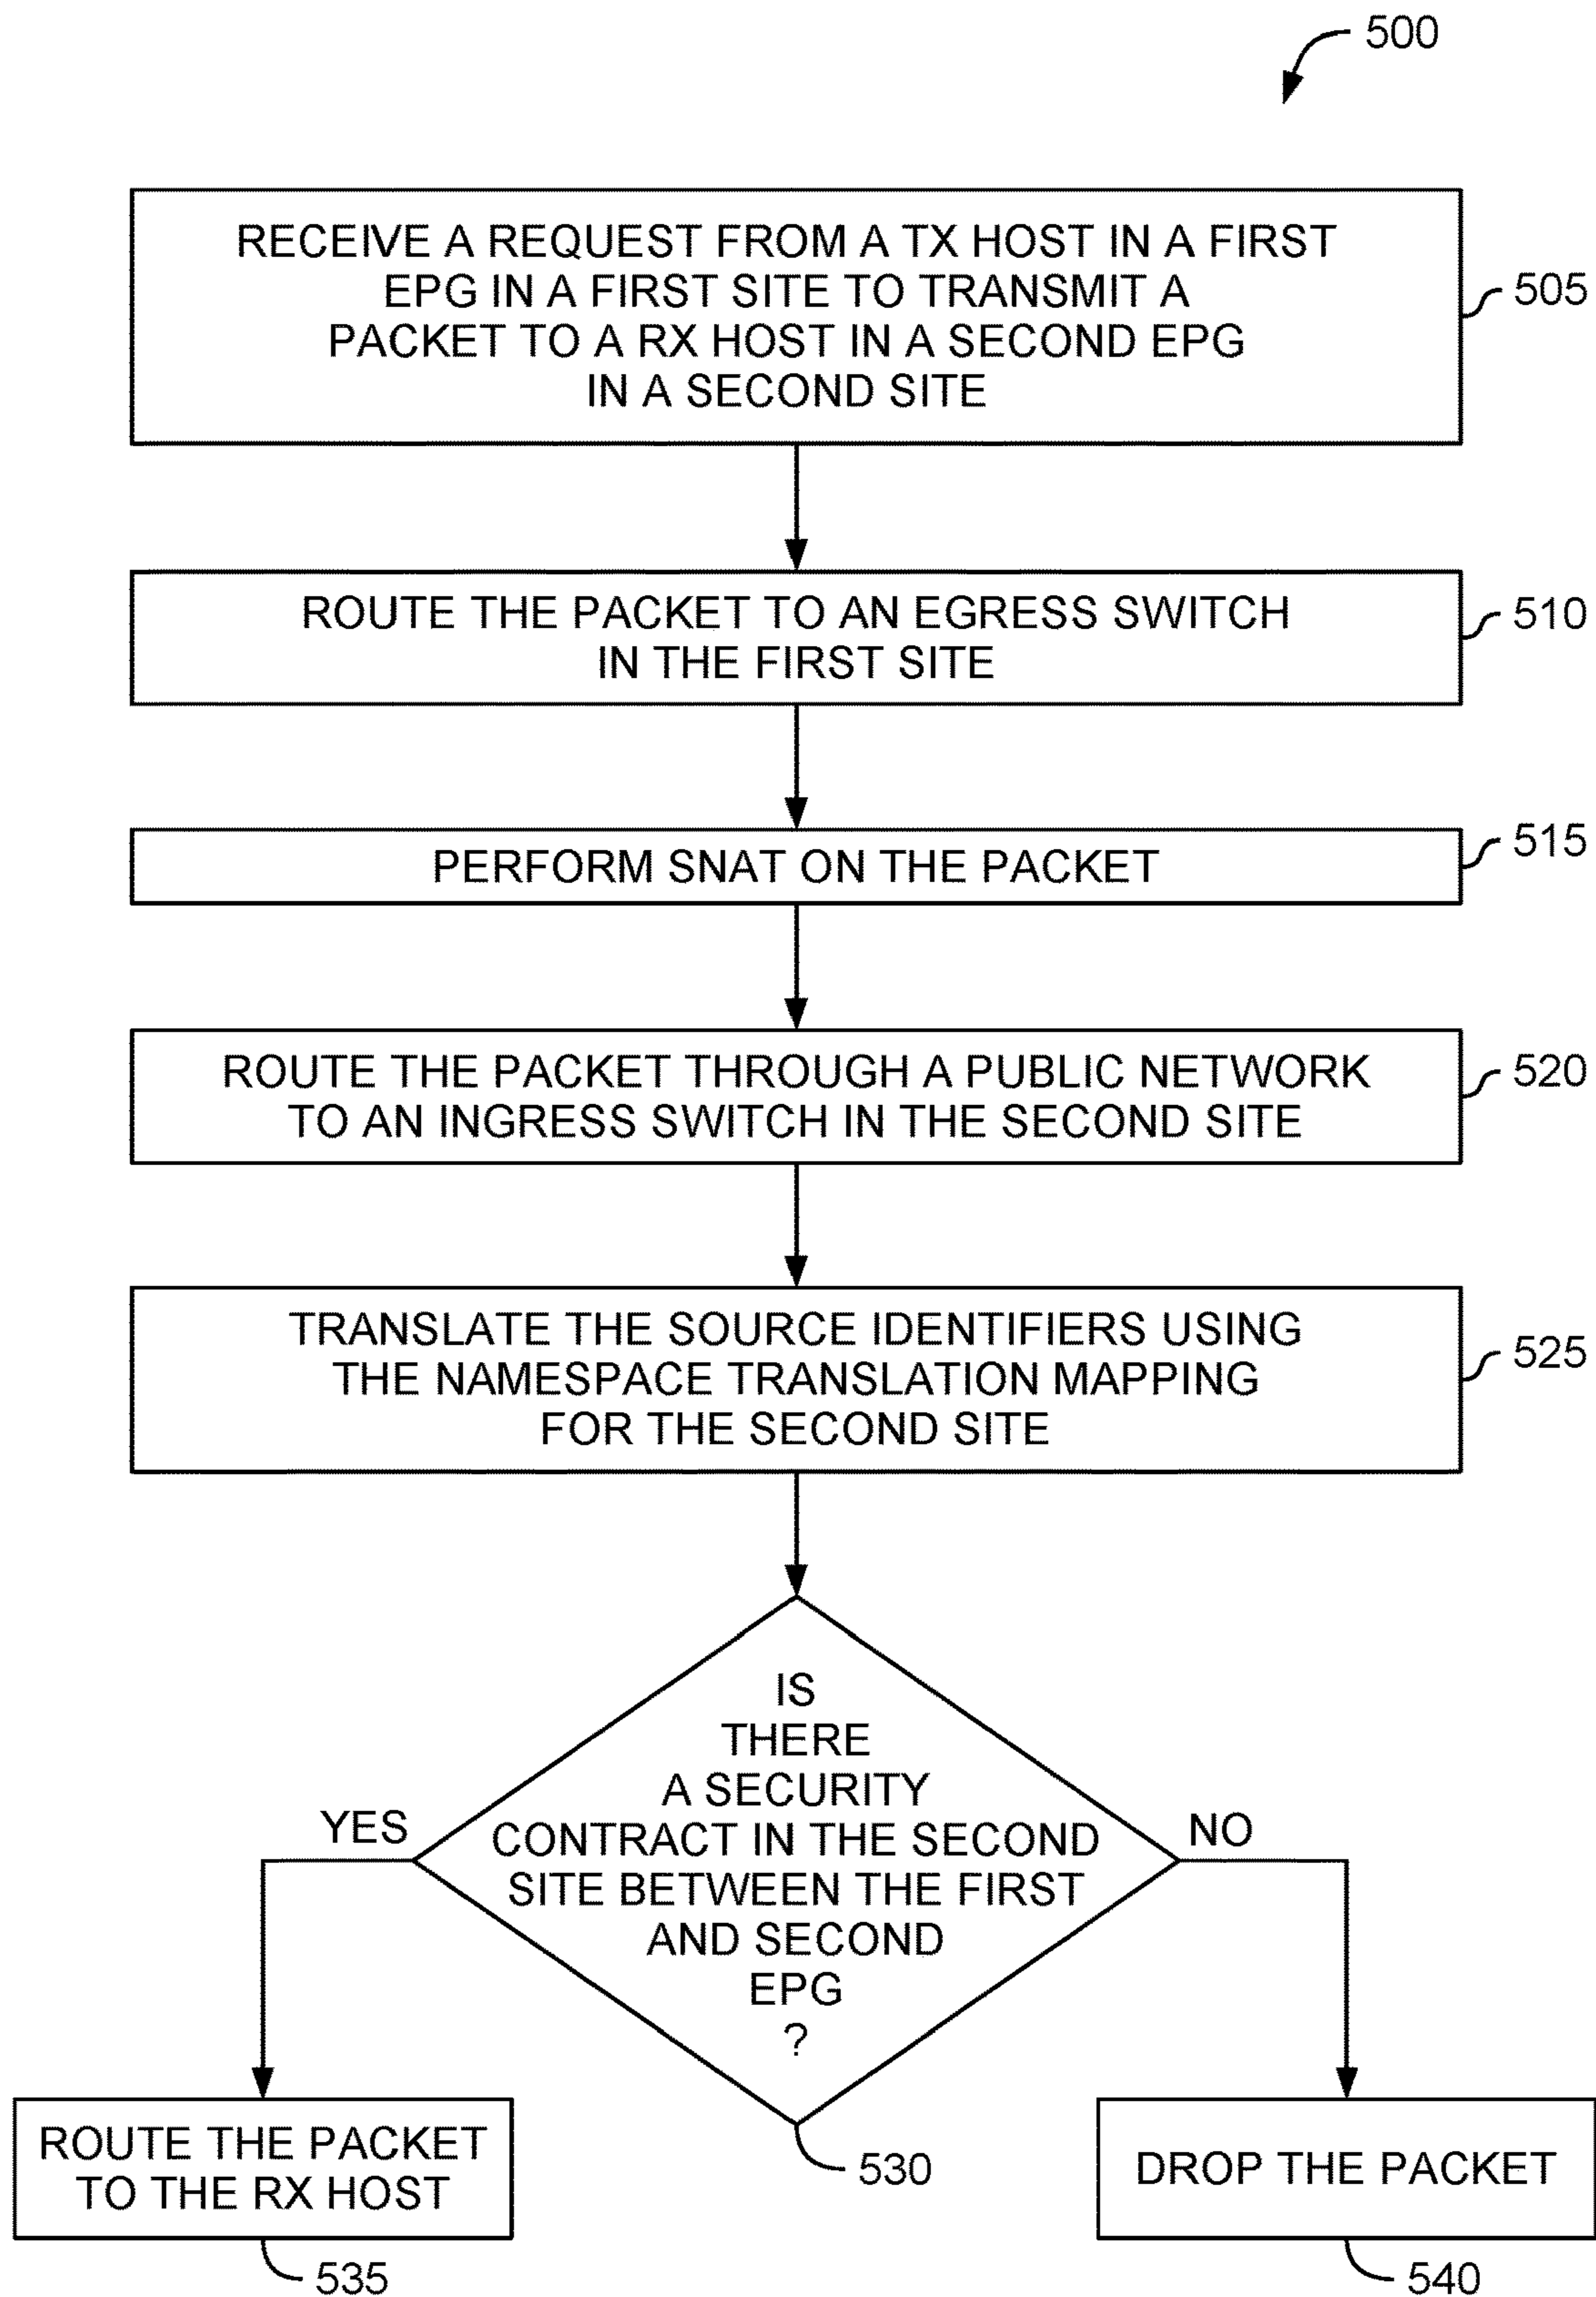 500
RECEIVE A REQUEST FROM A TX HOST IN A FIRST
EPG IN A FIRST SITE TO TRANSMIT A
PACKET TO A RX HOST IN A SECOND EPG
IN A SECOND SITE
505
ROUTE THE PACKET TO AN EGRESS SWITCH
IN THE FIRST SITE
510
PERFORM SNAT ON THE PACKET
515
ROUTE THE PACKET THROUGH A PUBLIC NETWORK
TO AN INGRESS SWITCH IN THE SECOND SITE
520
TRANSLATE THE SOURCE IDENTIFIERS USING
THE NAMESPACE TRANSLATION MAPPING
FOR THE SECOND SITE
525
IS
THERE
A SECURITY
CONTRACT IN THE SECOND
SITE BETWEEN THE FIRST
AND SECOND
EPG
?
530
YES
NO
ROUTE THE PACKET
TO THE RX HOST
535
DROP THE PACKET
540